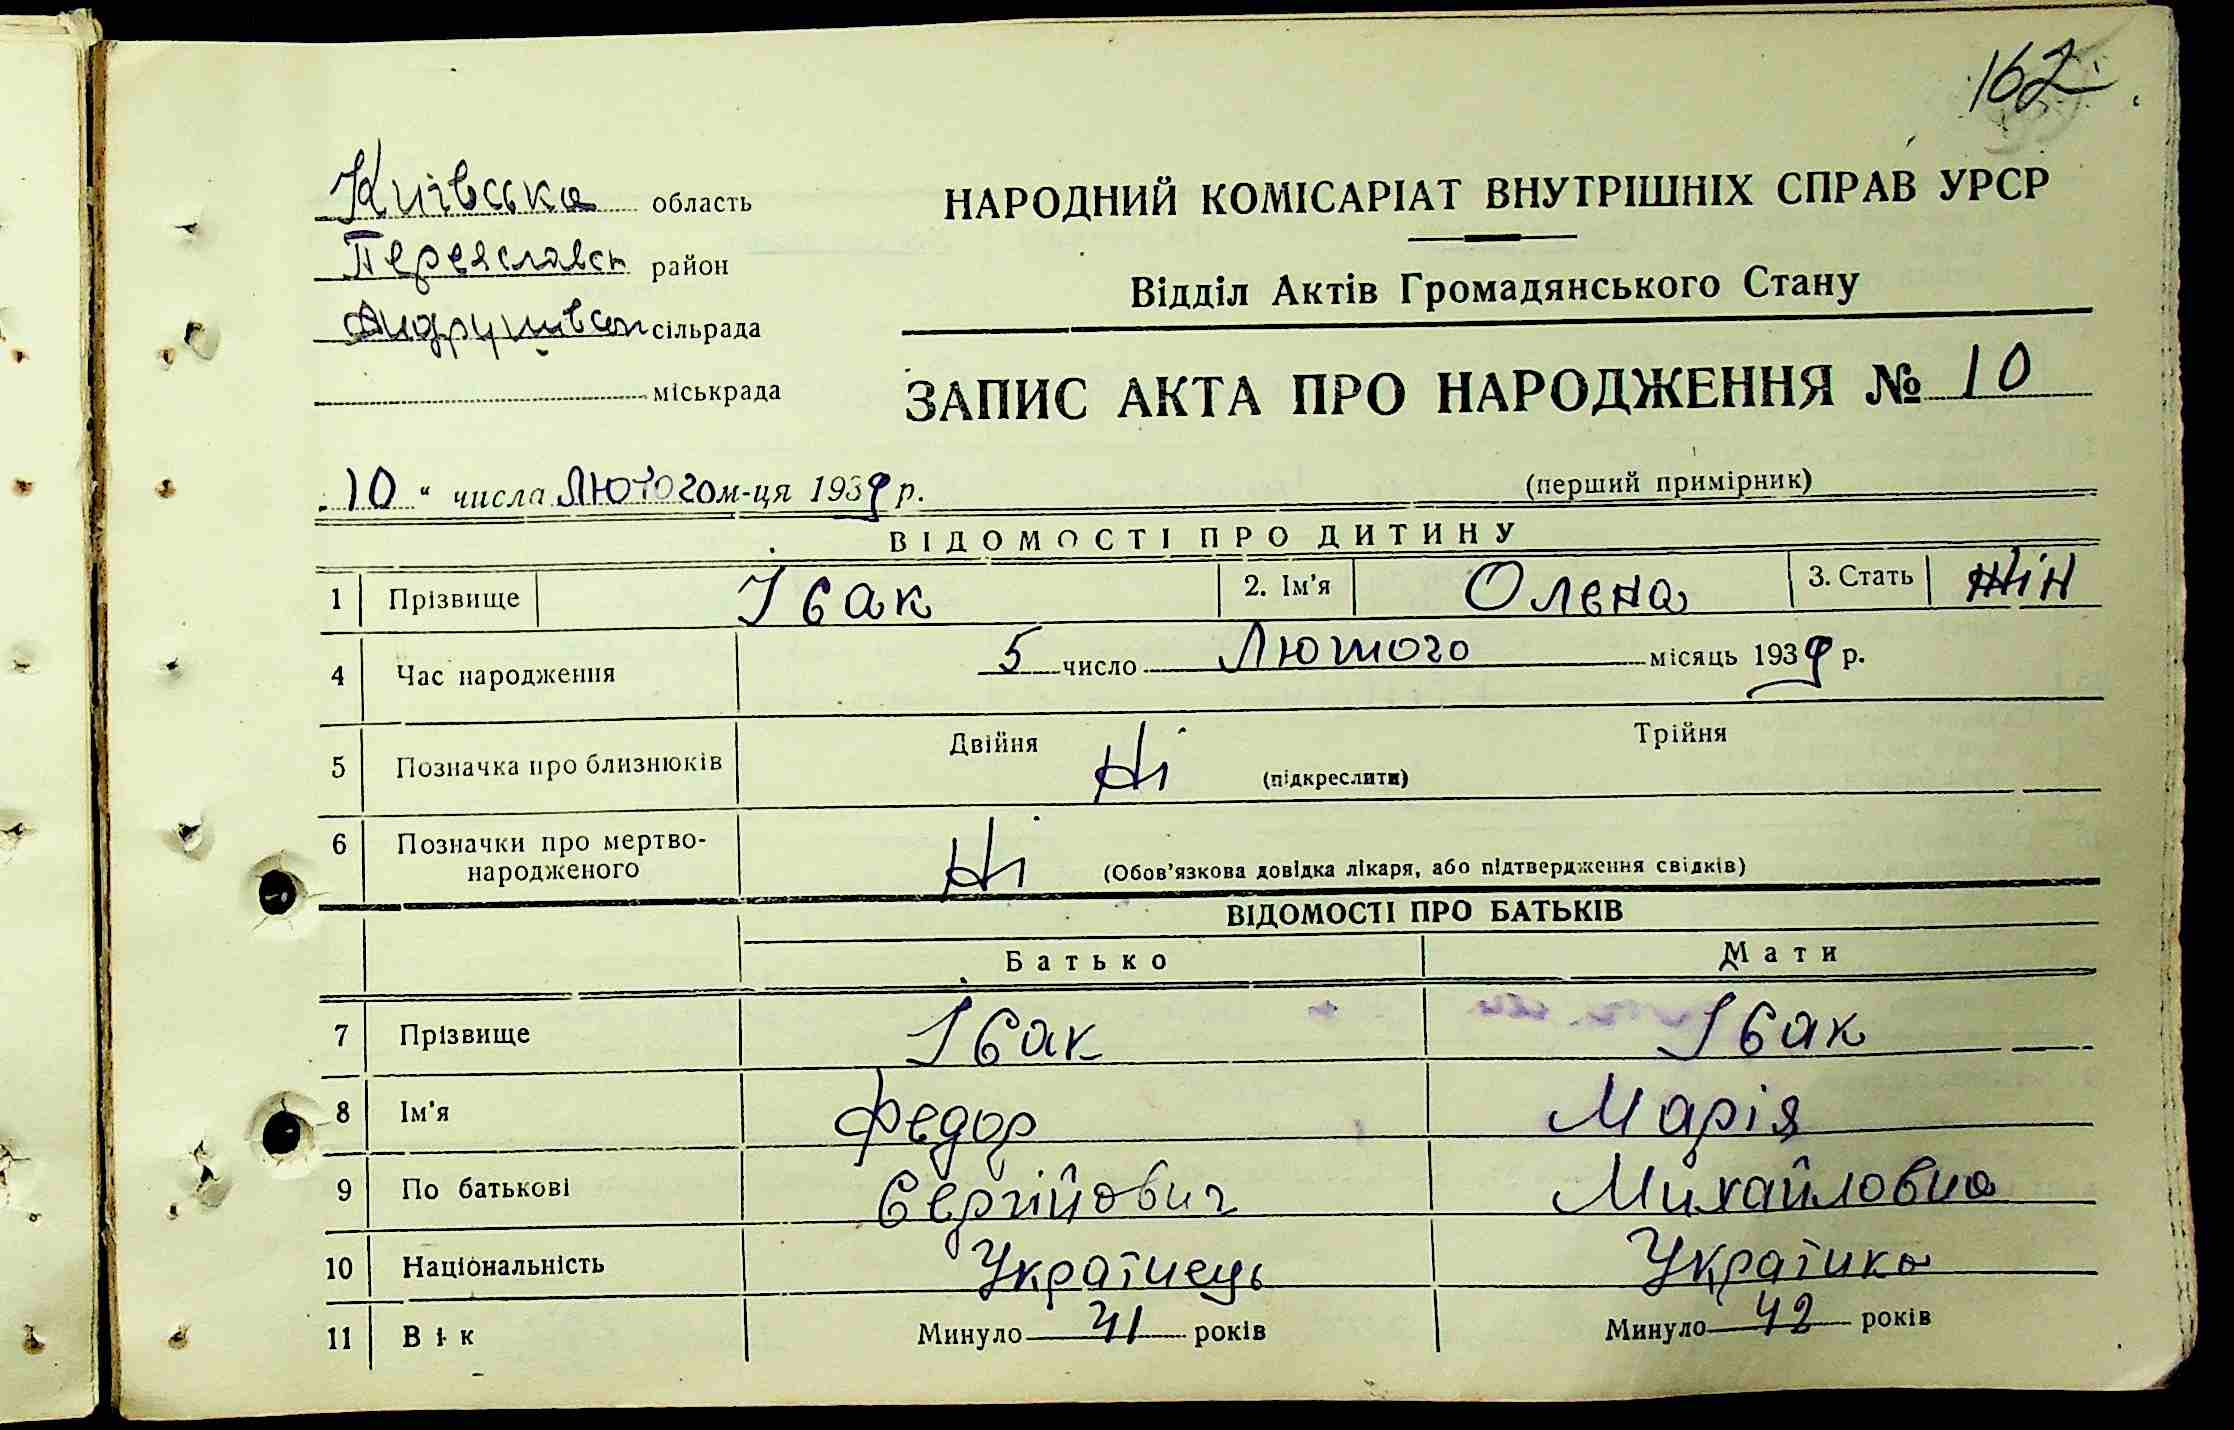 162
Київська область
Переяславськ район
Андрушівськ сільрада
міськрада
НАРОДНИЙ КОМІСАРІАТ ВНУТРІШНІХ СПРАВ УРСР
Відділ Актів Громадянського Стану
ЗАПИС АКТА ПРО НАРОДЖЕННЯ № 10
10 " числа Лютого м-ця 1939 р.
(перший примірник)
ВІДОМОСТІ ПРО ДИТИНУ
1 Прізвище Івак 2. Ім'я Олена 3. Стать жін
4 Час народження 5 число Лютого місяць 1939 р.
5 Позначка про близнюків Двійня Ні (підкреслити) Трійня
6 Позначки про мертво-
народженого Ні (Обов'язкова довідка лікаря, або підтвердження свідків)
ВІДОМОСТІ ПРО БАТЬКІВ
Батько Мати
7 Прізвище Івак Івак
8 Ім'я Федор Марія
9 По батькові Сергійович Михайловна
10 Національність Українець Українка
11 Вік Минуло 41 років Минуло 42 років